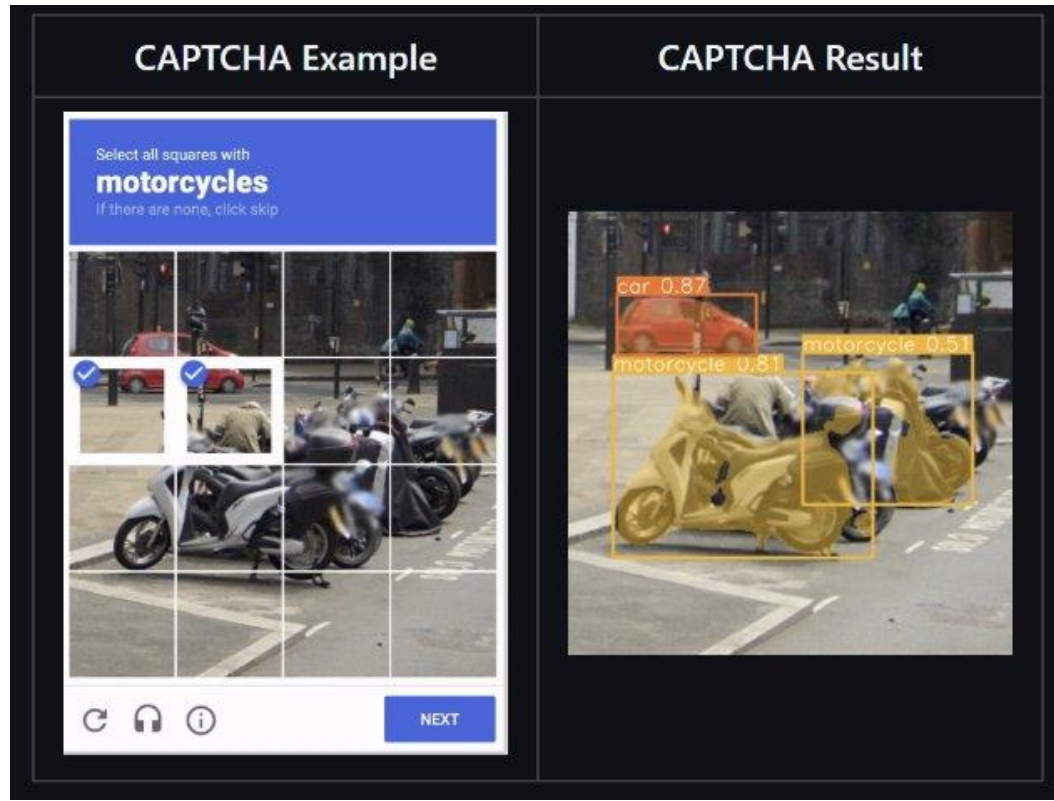 CAPTCHA Example
CAPTCHA Result
Select all squares with
motorcycles
If there are none, click skip
NEXT
car 0.87
motorcycle 0.51
motorcycle 0.81